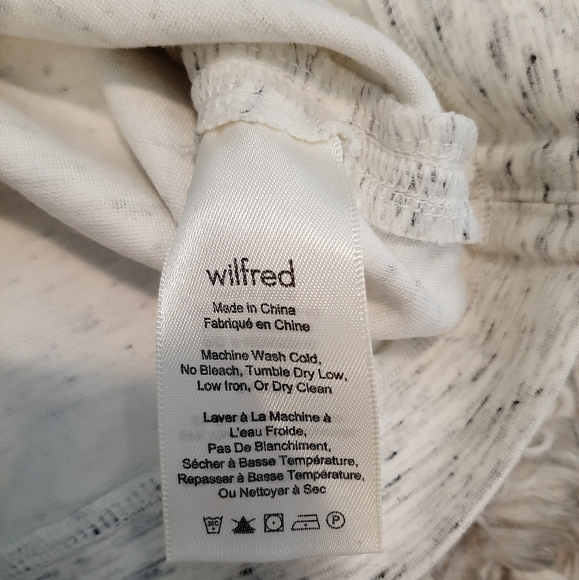 wilfred
Made in China
Fabriqué en Chine
Machine Wash Cold,
No Bleach, Tumble Dry Low,
Low Iron, Or Dry Clean
Laver à La Machine à
L'eau Froide,
Pas De Blanchiment,
Sécher à Basse Température,
Repasser à Basse Température,
Ou Nettoyer à Sec
30C P